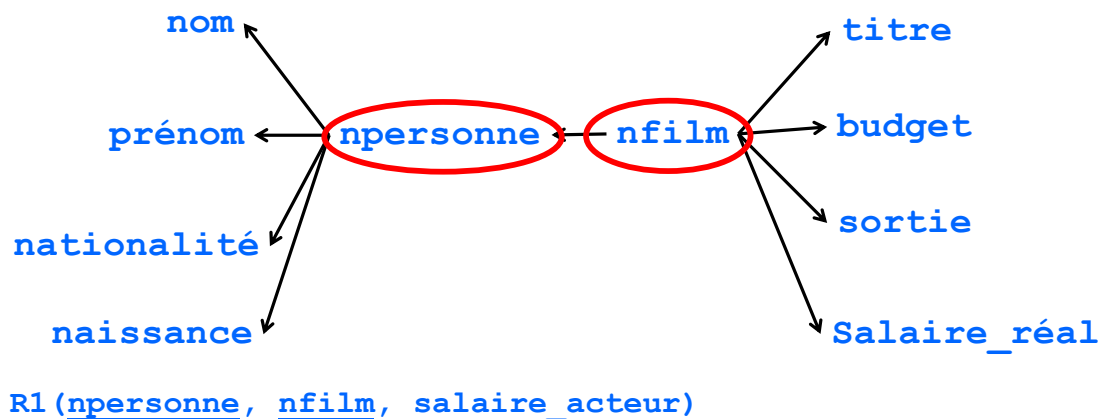 nom titre
prénom npersonne nfilm budget
nationalité sortie
naissance Salaire_réal
R1(npersonne, nfilm, salaire_acteur)